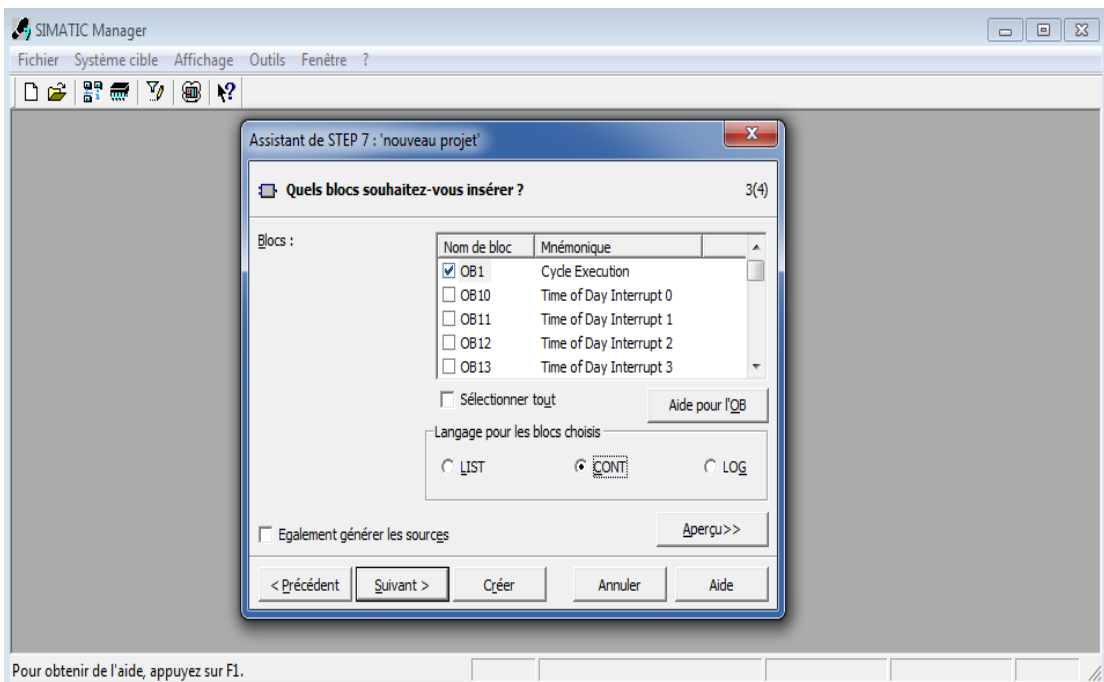 SIMATIC Manager
Fichier Système cible Affichage Outils Fenêtre ?
Assistant de STEP 7 : 'nouveau projet'
Quels blocs souhaitez-vous insérer ? 3(4)
Blocs :
Nom de bloc Mnémonique
OB1 Cycle Execution
OB10 Time of Day Interrupt 0
OB11 Time of Day Interrupt 1
OB12 Time of Day Interrupt 2
OB13 Time of Day Interrupt 3
Sélectionner tout
Aide pour l'OB
Langage pour les blocs choisis
LIST CONT LOG
Egalement générer les sources
Aperçu>>
< Précédent Suivant > Créer Annuler Aide
Pour obtenir de l'aide, appuyez sur F1.